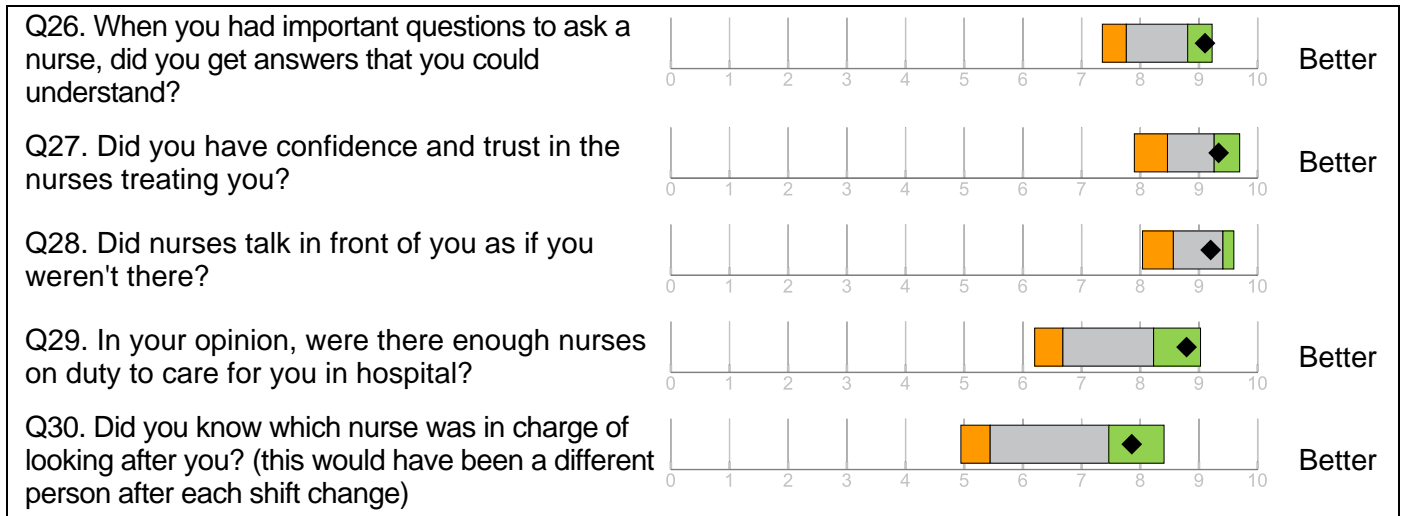 Q26. When you had important questions to ask a
nurse, did you get answers that you could
understand?
0 1 2 3 4 5 6 7 8 9 10
Better
Q27. Did you have confidence and trust in the
nurses treating you?
0 1 2 3 4 5 6 7 8 9 10
Better
Q28. Did nurses talk in front of you as if you
weren't there?
0 1 2 3 4 5 6 7 8 9 10
Q29. In your opinion, were there enough nurses
on duty to care for you in hospital?
0 1 2 3 4 5 6 7 8 9 10
Better
Q30. Did you know which nurse was in charge of
looking after you? (this would have been a different
person after each shift change)
0 1 2 3 4 5 6 7 8 9 10
Better